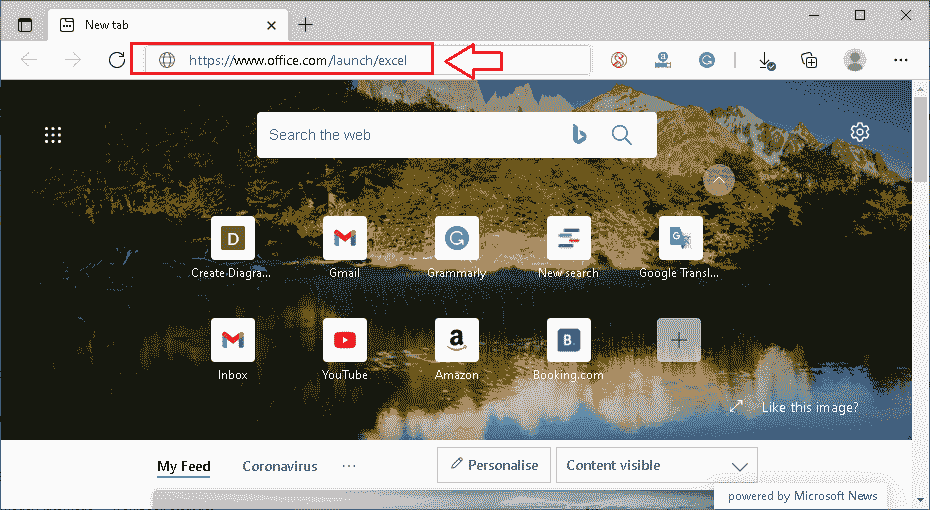 New tab
https://www.office.com/launch/excel
Search the web
D
Create-Diagra...
Gmail
Grammarly
New search
Google Transl...
Inbox
YouTube
Amazon
B.
Booking.com
Like this image?
My Feed
Coronavirus
Personalise
Content visible
powered by Microsoft News